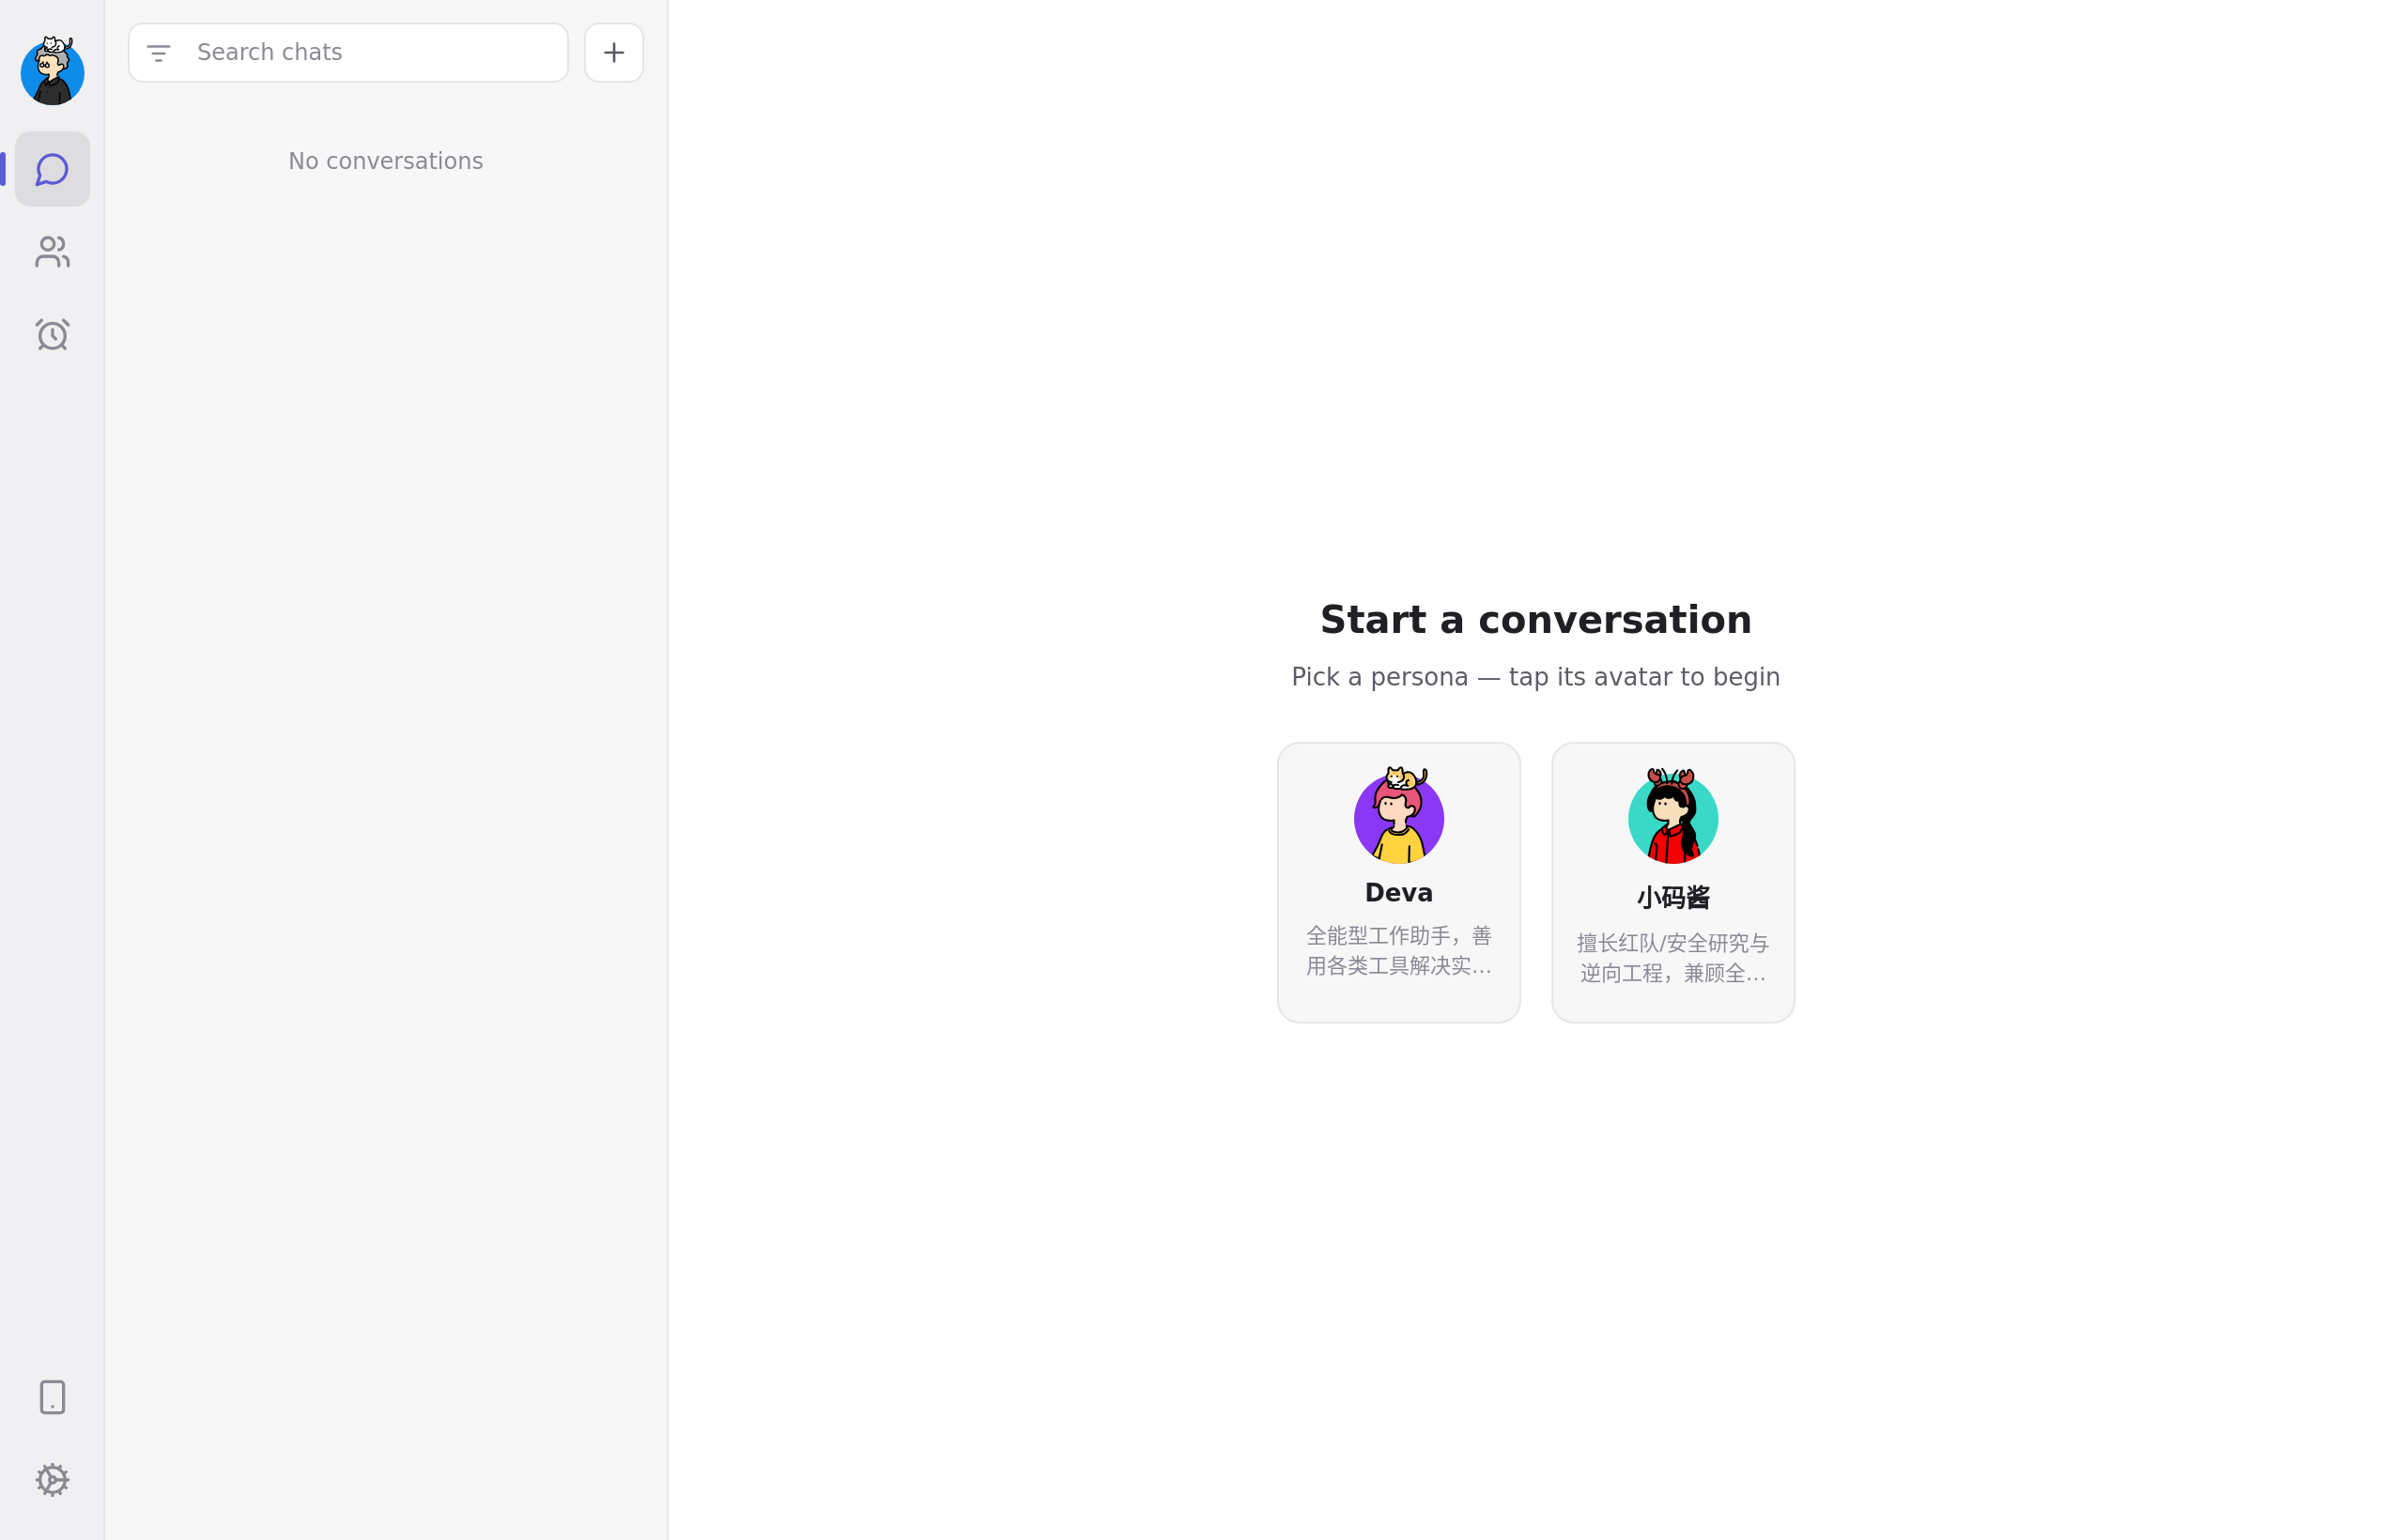 Search chats
No conversations
Start a conversation
Pick a persona — tap its avatar to begin
Deva
全能型工作助手，善
用各类工具解决实…
小码酱
擅长红队/安全研究与
逆向工程，兼顾全…